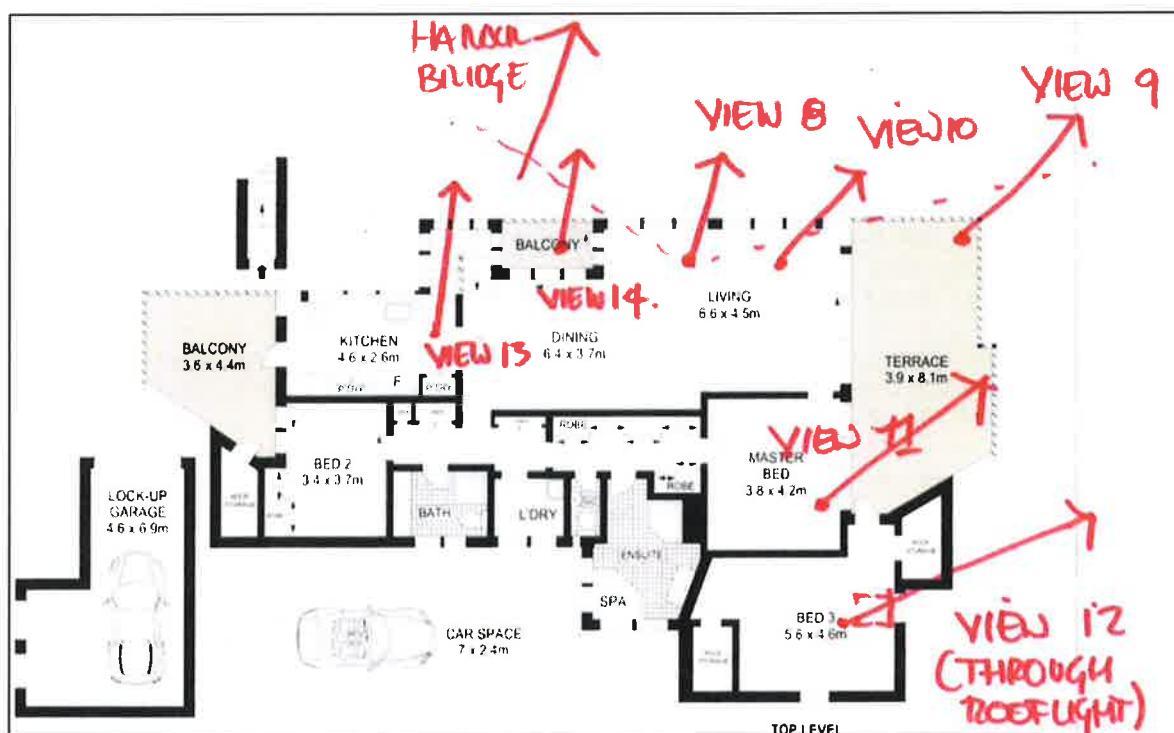 HARBOUR
BRIDGE
VIEW 8
VIEW 10
VIEW 9
BALCONY
VIEW 14.
LIVING
6.6 x 4.5m
KITCHEN
4.6 x 2.6m
VIEW 13
DINING
6.4 x 3.7m
BALCONY
3.6 x 4.4m
TERRACE
3.9 x 8.1m
F
ROBE
VIEW 11
MASTER
BED
3.8 x 4.2m
BED 2
3.4 x 3.7m
ROBE
LOCK-UP
GARAGE
4.6 x 6.9m
BATH
L'DRY
ENSUITE
SPA
BED 3
5.6 x 4.6m
CAR SPACE
7 x 2.4m
VIEW 12
(THROUGH
ROOFLIGHT)
TOP LEVEL